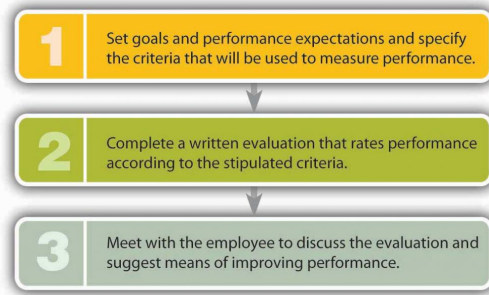 1
Set goals and performance expectations and specify
the criteria that will be used to measure performance.
2
Complete a written evaluation that rates performance
according to the stipulated criteria.
3
Meet with the employee to discuss the evaluation and
suggest means of improving performance.